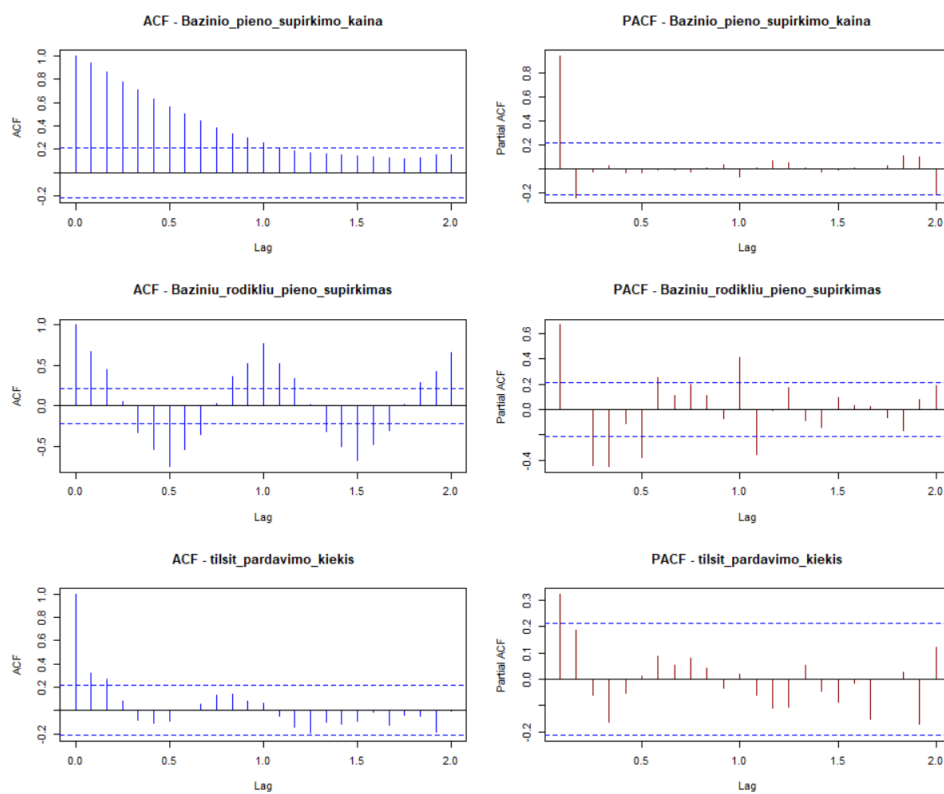 ACF - Bazinio_pieno_supirkimo_kaina
ACF
1.0
0.8
0.6
0.4
0.2
-0.2
0.0 0.5 1.0 1.5 2.0
Lag
PACF - Bazinio_pieno_supirkimo_kaina
Partial ACF
0.8
0.6
0.4
0.2
-0.2
0.5 1.0 1.5 2.0
Lag
ACF - Baziniu_rodikliu_pieno_supirkimas
ACF
1.0
0.5
0.0
-0.5
0.0 0.5 1.0 1.5 2.0
Lag
PACF - Baziniu_rodikliu_pieno_supirkimas
Partial ACF
0.6
0.4
0.2
0.0
-0.4
0.5 1.0 1.5 2.0
Lag
ACF - tilsit_pardavimo_kiekis
ACF
1.0
0.8
0.6
0.4
0.2
-0.2
0.0 0.5 1.0 1.5 2.0
Lag
PACF - tilsit_pardavimo_kiekis
Partial ACF
0.3
0.2
0.1
0.0
-0.2
0.5 1.0 1.5 2.0
Lag